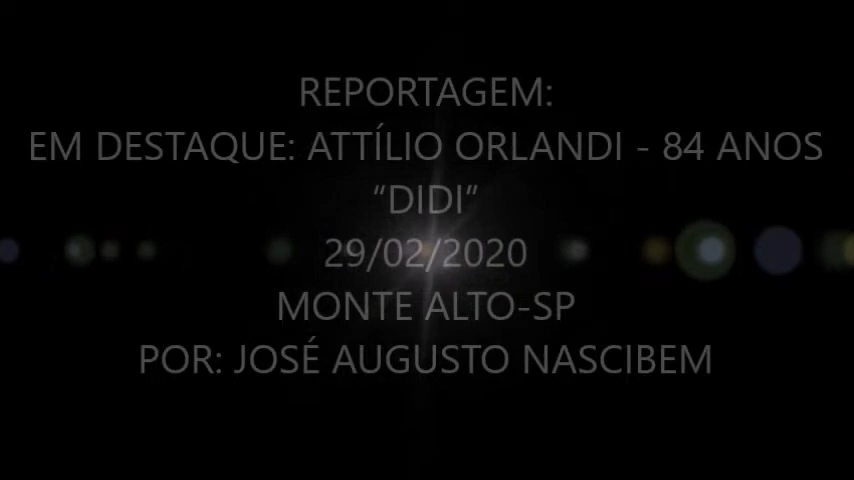 REPORTAGEM:
EM DESTAQUE: ATTÍLIO ORLANDI - 84 ANOS
“DIDI”
29/02/2020
MONTE ALTO-SP
POR: JOSÉ AUGUSTO NASCIBEM